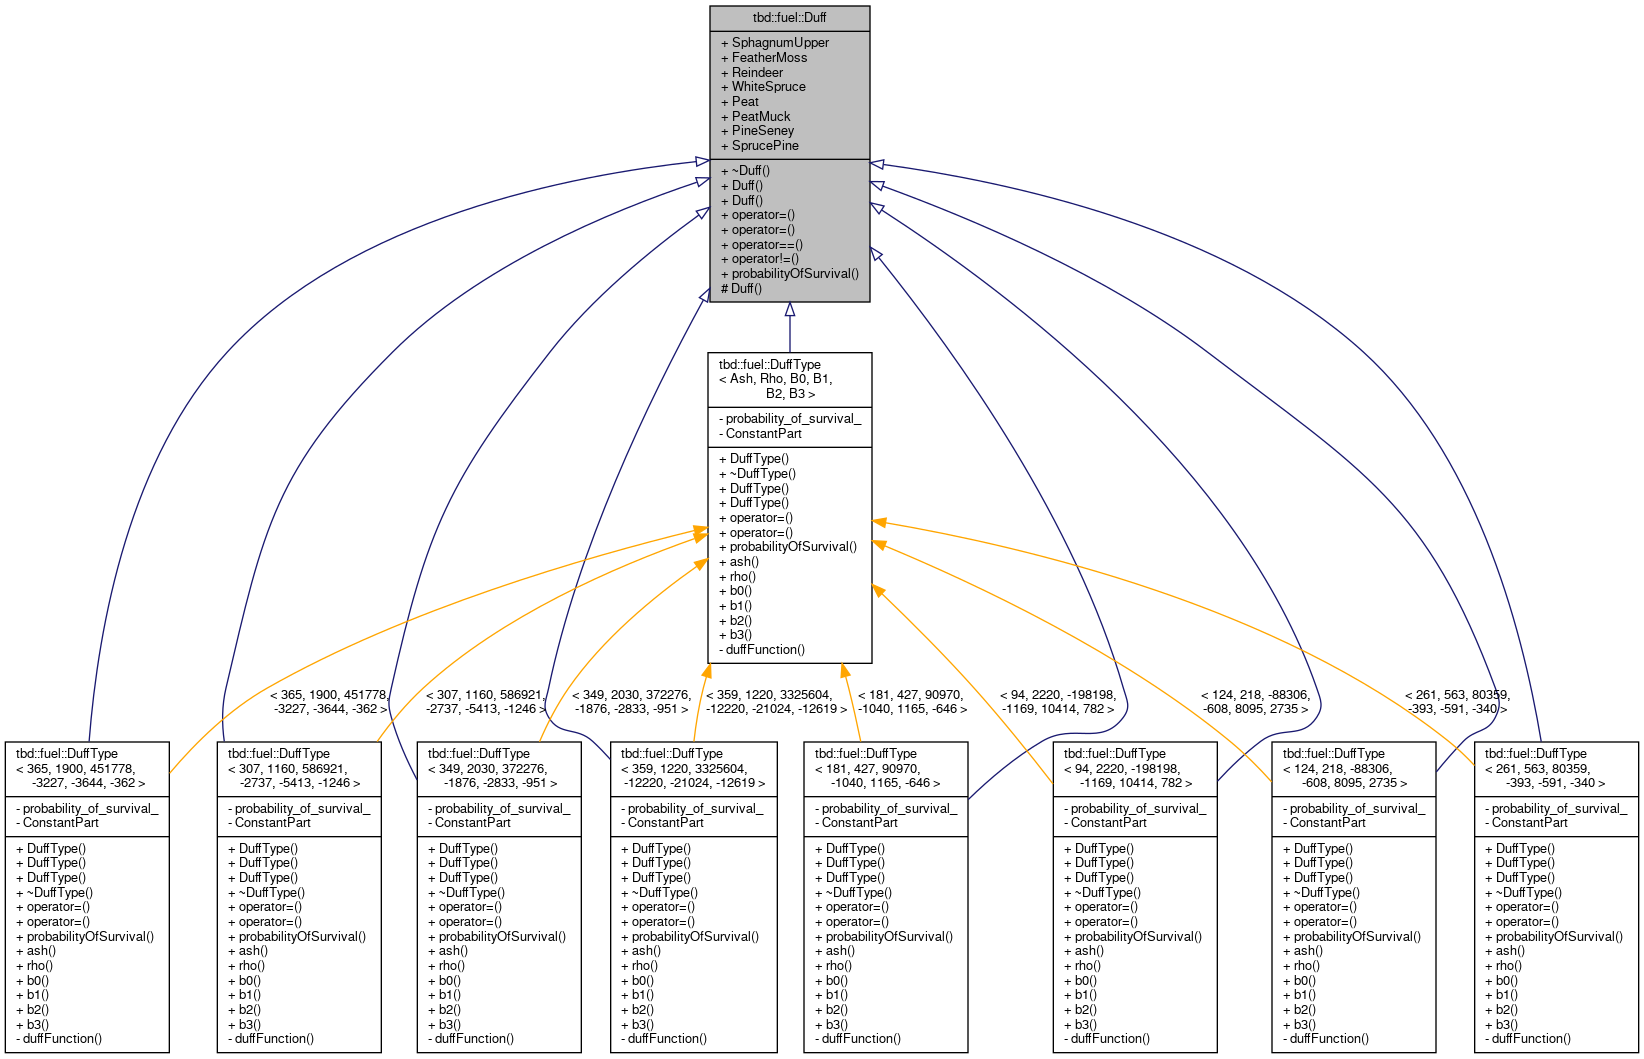 tbd::fuel::Duff
+ SphagnumUpper
+ FeatherMoss
+ Reindeer
+ WhiteSpruce
+ Peat
+ PeatMuck
+ PineSeney
+ SprucePine
+ ~Duff()
+ Duff()
+ Duff()
+ operator=()
+ operator=()
+ operator==()
+ operator!=()
+ probabilityOfSurvival()
# Duff()
tbd::fuel::DuffType
< Ash, Rho, B0, B1,
B2, B3 >
- probability_of_survival_
- ConstantPart
+ DuffType()
+ ~DuffType()
+ DuffType()
+ DuffType()
+ operator=()
+ operator=()
+ probabilityOfSurvival()
+ ash()
+ rho()
+ b0()
+ b1()
+ b2()
+ b3()
- duffFunction()
< 365, 1900, 451778,
-3227, -3644, -362 >
< 307, 1160, 586921,
-2737, -5413, -1246 >
< 349, 2030, 372276,
-1876, -2833, -951 >
< 359, 1220, 3325604,
-12220, -21024, -12619 >
< 181, 427, 90970,
-1040, 1165, -646 >
< 94, 2220, -198198,
-1169, 10414, 782 >
< 124, 218, -88306,
-608, 8095, 2735 >
< 261, 563, 80359,
-393, -591, -340 >
tbd::fuel::DuffType
< 365, 1900, 451778,
-3227, -3644, -362 >
- probability_of_survival_
- ConstantPart
+ DuffType()
+ DuffType()
+ DuffType()
+ ~DuffType()
+ operator=()
+ operator=()
+ probabilityOfSurvival()
+ ash()
+ rho()
+ b0()
+ b1()
+ b2()
+ b3()
- duffFunction()
tbd::fuel::DuffType
< 307, 1160, 586921,
-2737, -5413, -1246 >
- probability_of_survival_
- ConstantPart
+ DuffType()
+ DuffType()
+ DuffType()
+ ~DuffType()
+ operator=()
+ operator=()
+ probabilityOfSurvival()
+ ash()
+ rho()
+ b0()
+ b1()
+ b2()
+ b3()
- duffFunction()
tbd::fuel::DuffType
< 349, 2030, 372276,
-1876, -2833, -951 >
- probability_of_survival_
- ConstantPart
+ DuffType()
+ DuffType()
+ DuffType()
+ ~DuffType()
+ operator=()
+ operator=()
+ probabilityOfSurvival()
+ ash()
+ rho()
+ b0()
+ b1()
+ b2()
+ b3()
- duffFunction()
tbd::fuel::DuffType
< 359, 1220, 3325604,
-12220, -21024, -12619 >
- probability_of_survival_
- ConstantPart
+ DuffType()
+ DuffType()
+ DuffType()
+ ~DuffType()
+ operator=()
+ operator=()
+ probabilityOfSurvival()
+ ash()
+ rho()
+ b0()
+ b1()
+ b2()
+ b3()
- duffFunction()
tbd::fuel::DuffType
< 181, 427, 90970,
-1040, 1165, -646 >
- probability_of_survival_
- ConstantPart
+ DuffType()
+ DuffType()
+ DuffType()
+ ~DuffType()
+ operator=()
+ operator=()
+ probabilityOfSurvival()
+ ash()
+ rho()
+ b0()
+ b1()
+ b2()
+ b3()
- duffFunction()
tbd::fuel::DuffType
< 94, 2220, -198198,
-1169, 10414, 782 >
- probability_of_survival_
- ConstantPart
+ DuffType()
+ DuffType()
+ DuffType()
+ ~DuffType()
+ operator=()
+ operator=()
+ probabilityOfSurvival()
+ ash()
+ rho()
+ b0()
+ b1()
+ b2()
+ b3()
- duffFunction()
tbd::fuel::DuffType
< 124, 218, -88306,
-608, 8095, 2735 >
- probability_of_survival_
- ConstantPart
+ DuffType()
+ DuffType()
+ DuffType()
+ ~DuffType()
+ operator=()
+ operator=()
+ probabilityOfSurvival()
+ ash()
+ rho()
+ b0()
+ b1()
+ b2()
+ b3()
- duffFunction()
tbd::fuel::DuffType
< 261, 563, 80359,
-393, -591, -340 >
- probability_of_survival_
- ConstantPart
+ DuffType()
+ DuffType()
+ DuffType()
+ ~DuffType()
+ operator=()
+ operator=()
+ probabilityOfSurvival()
+ ash()
+ rho()
+ b0()
+ b1()
+ b2()
+ b3()
- duffFunction()